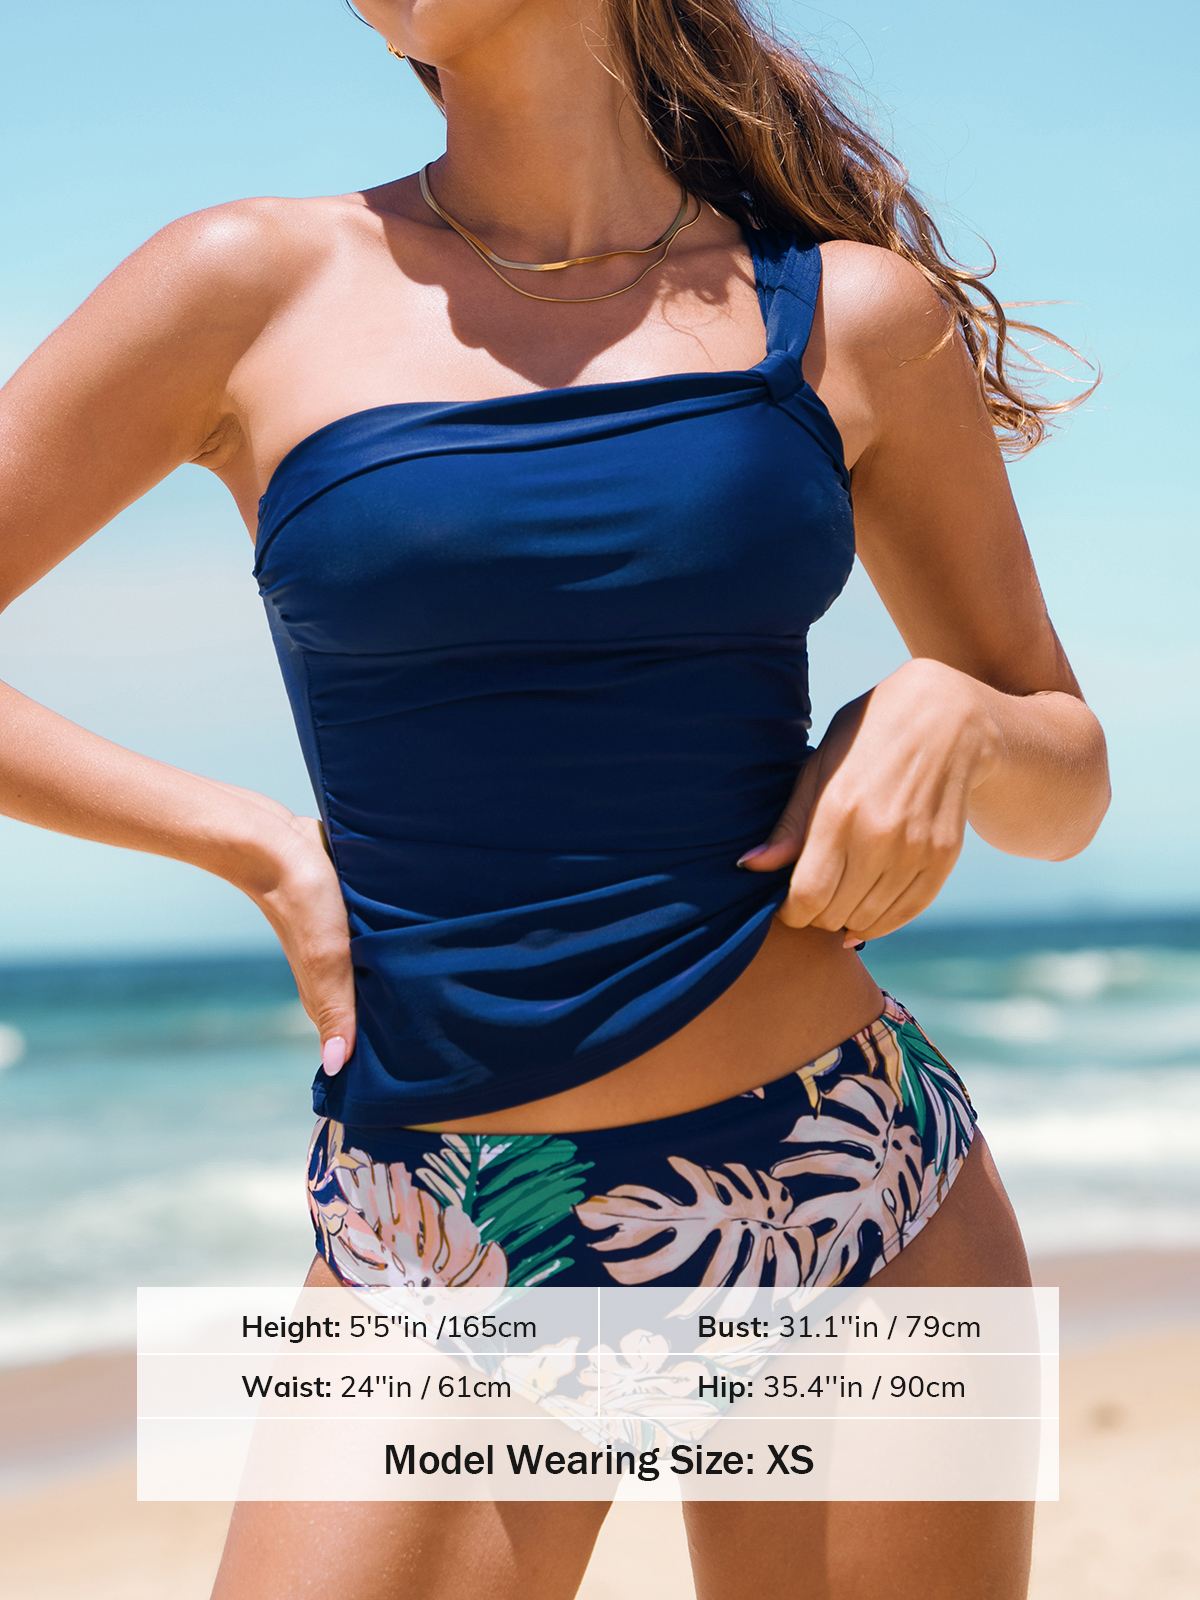 Height: 5'5''in /165cm
Bust: 31.1''in / 79cm
Waist: 24''in / 61cm
Hip: 35.4''in / 90cm
Model Wearing Size: XS